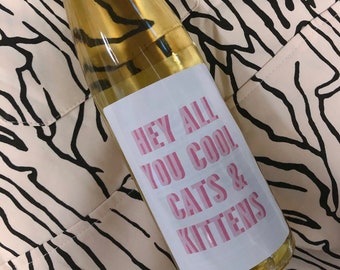 HEY ALL
YOU COOL
CATS &
KITTENS